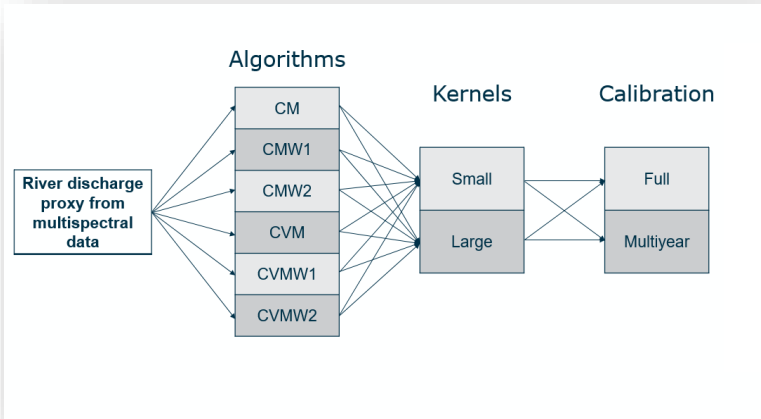 Algorithms
Kernels
Calibration
River discharge
proxy from
multispectral
data
CM
CMW1
CMW2
CVM
CVMW1
CVMW2
Small
Large
Full
Multiyear